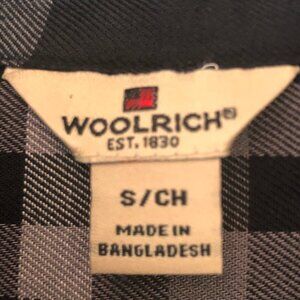 WOOLRICH®
EST. 1830
S/CH
MADE IN
BANGLADESH